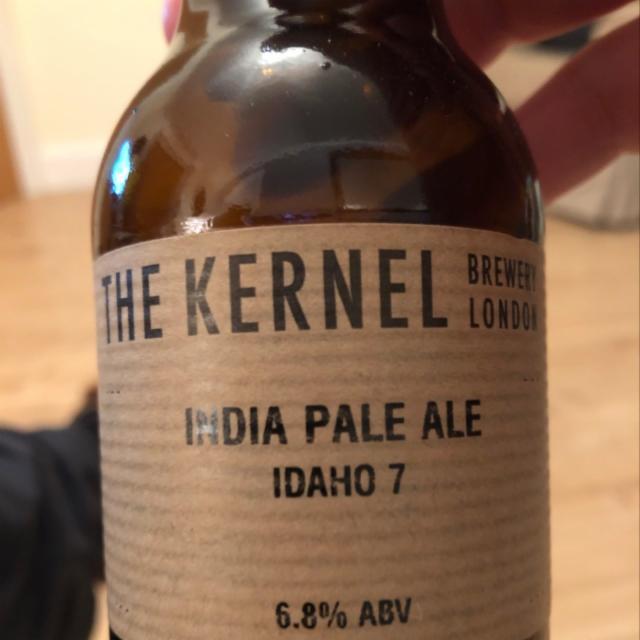 THE KERNEL BREWERY LONDON
INDIA PALE ALE
IDAHO 7
6.8% ABV